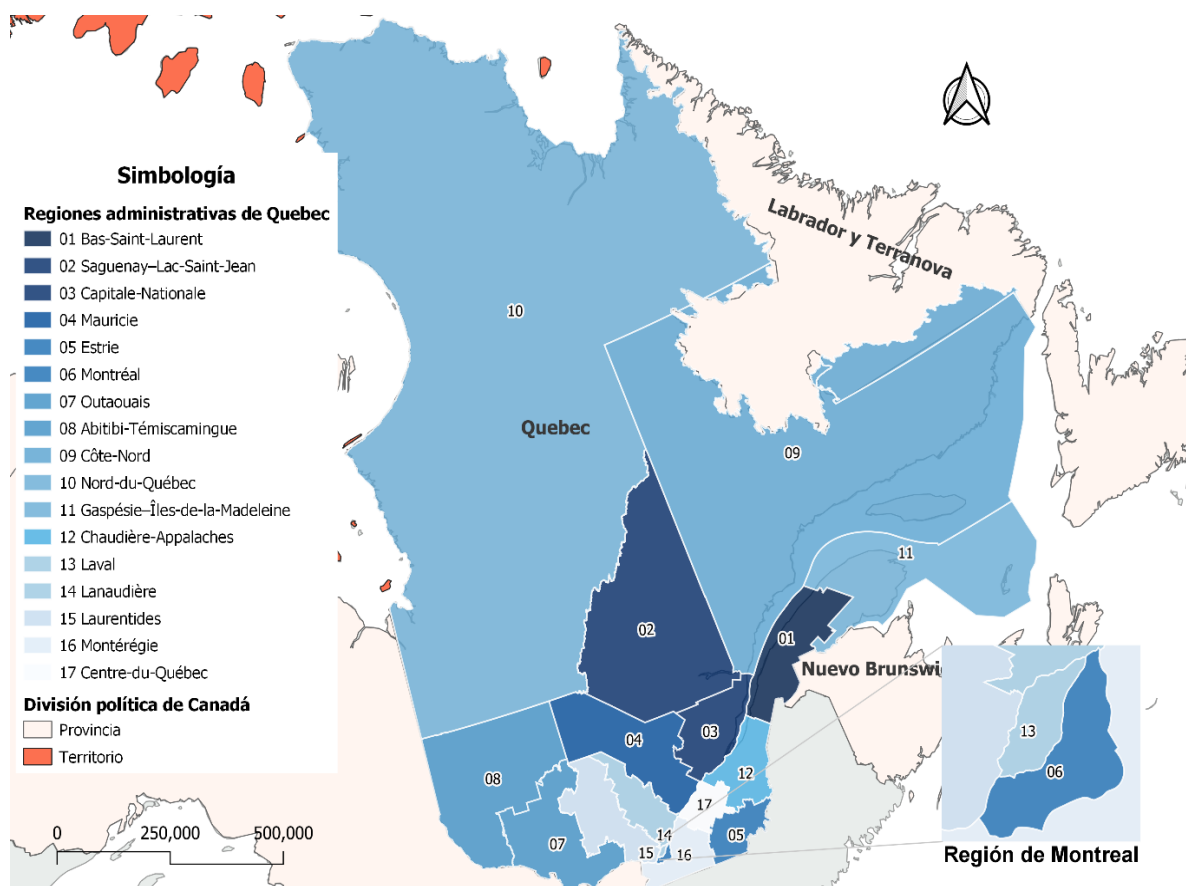 Simbología
Regiones administrativas de Quebec
01 Bas-Saint-Laurent
02 Saguenay–Lac-Saint-Jean
03 Capitale-Nationale
04 Mauricie
05 Estrie
06 Montréal
07 Outaouais
08 Abitibi-Témiscamingue
09 Côte-Nord
10 Nord-du-Québec
11 Gaspésie–Îles-de-la-Madeleine
12 Chaudière-Appalaches
13 Laval
14 Lanaudière
15 Laurentides
16 Montérégie
17 Centre-du-Québec
División política de Canadá
Provincia
Territorio
0 250,000 500,000
Labrador y Terranova
10
Quebec
09
11
02
01
Nuevo Brunswi
03
04
08
12
17
07
14
05
15
16
13
06
Región de Montreal